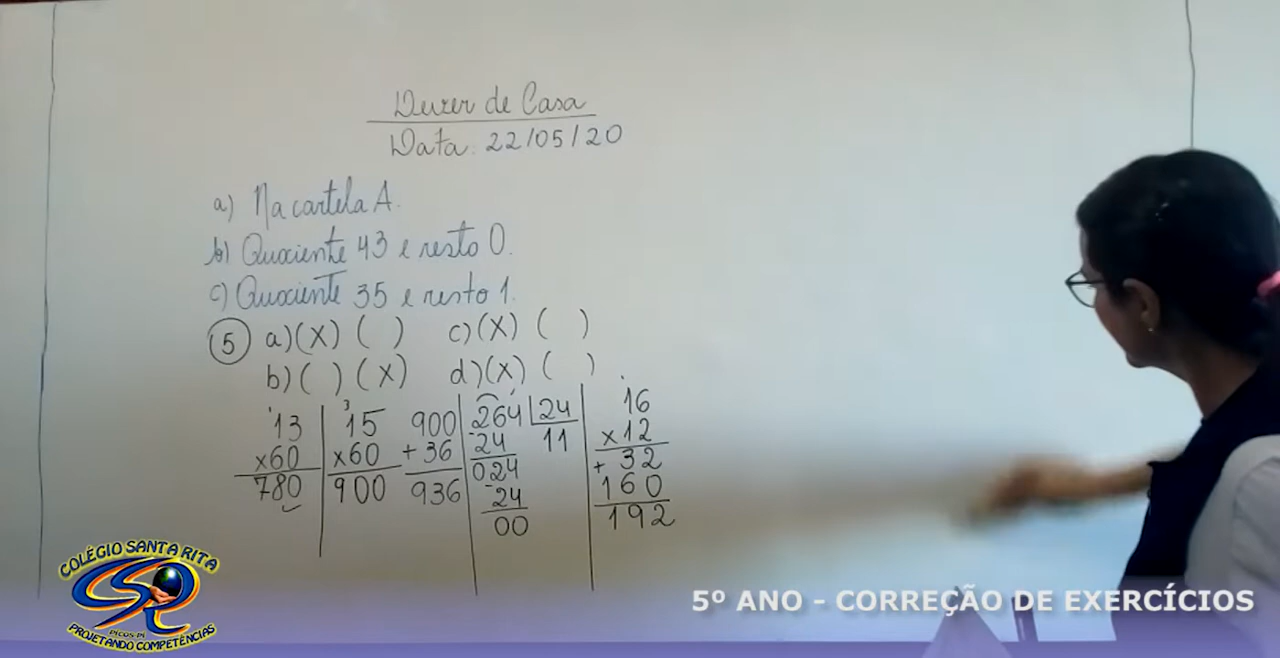 Dever de Casa
Data: 22/05/20
a) Na cartela A.
b) Quociente 43 e resto 0.
c) Quociente 35 e resto 1.
5 a)(X) ( ) c)(X) ( )
b)( ) (X) d)(X) ( )
1
13
x60
780
3
15
x60
900
900
+36
936
264 24
-24 11
024
-24
00
16
x12
+32
160
192
COLÉGIO SANTA RITA
PICOS-PI
PROJETANDO COMPETÊNCIAS
5º ANO - CORREÇÃO DE EXERCÍCIOS